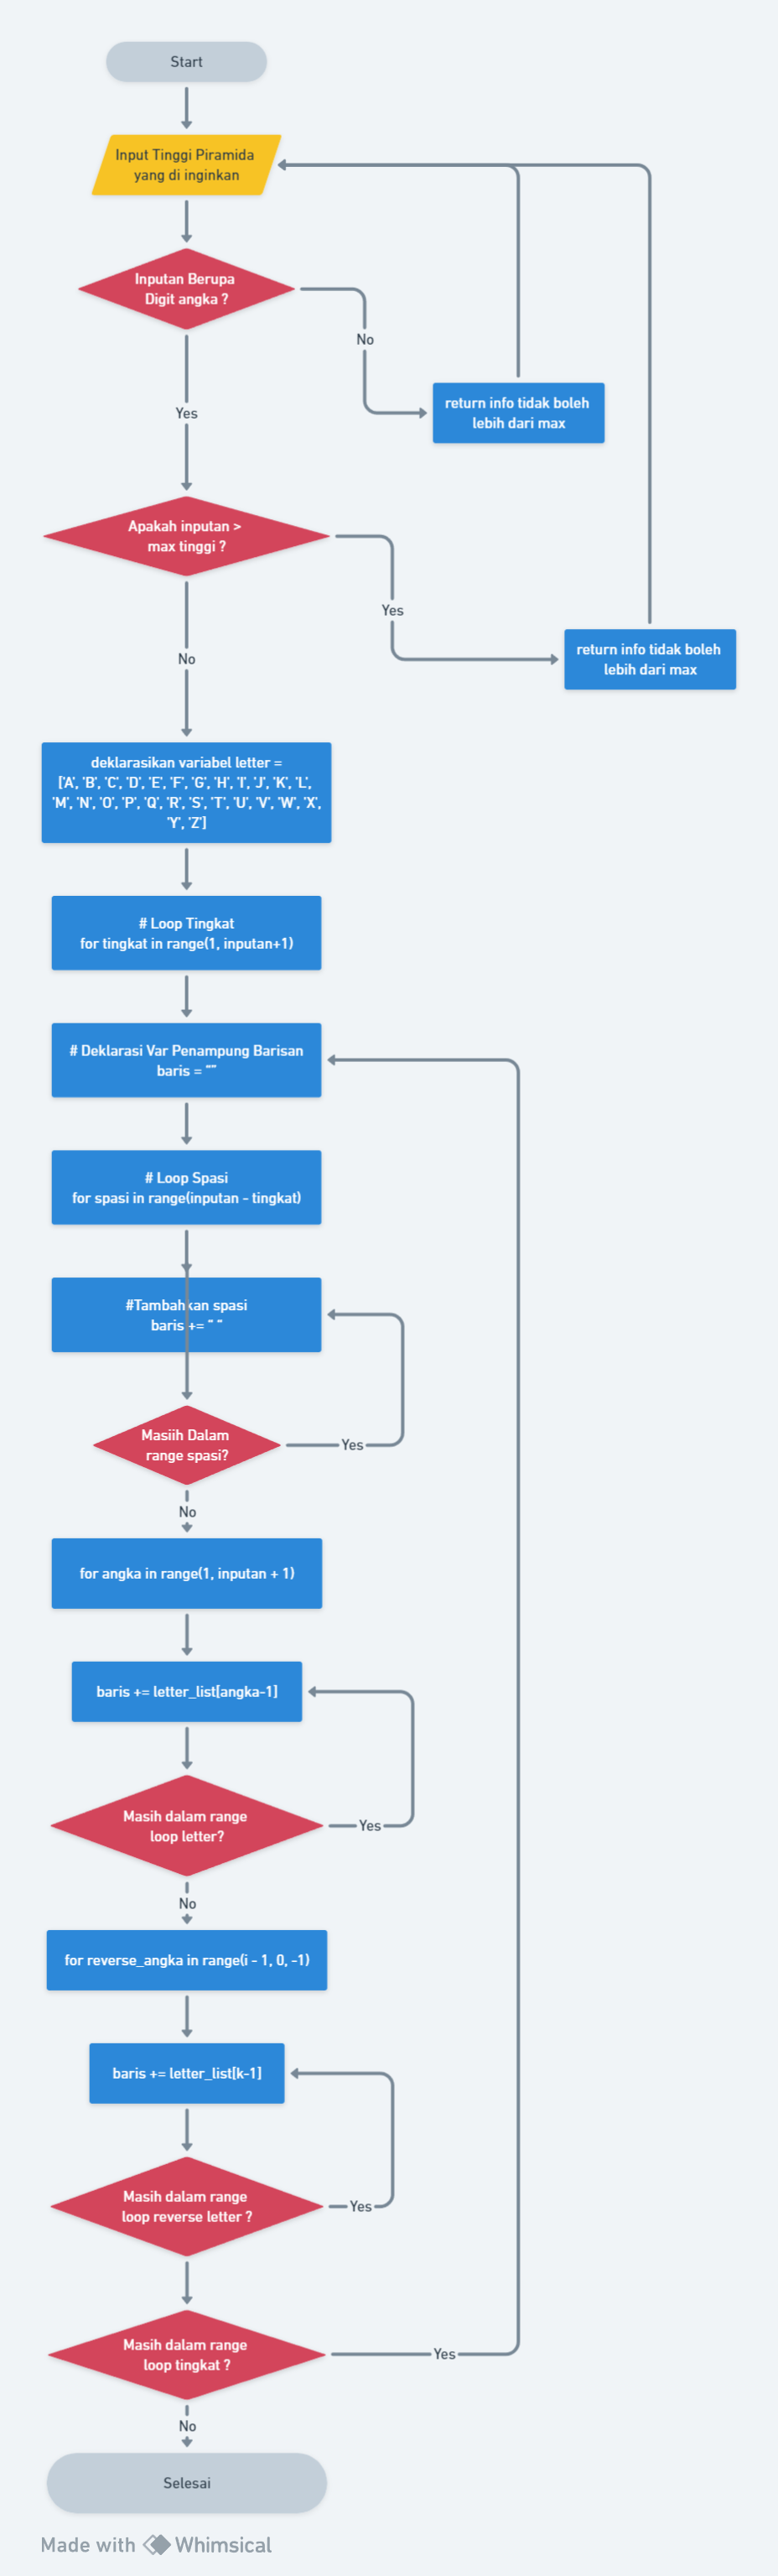 Start
Input Tinggi Piramida
yang di inginkan
Inputan Berupa
Digit angka ?
No
return info tidak boleh
lebih dari max
Yes
Apakah inputan >
max tinggi ?
Yes
return info tidak boleh
lebih dari max
No
deklarasikan variabel letter =
['A', 'B', 'C', 'D', 'E', 'F', 'G', 'H', 'I', 'J', 'K', 'L',
'M', 'N', 'O', 'P', 'Q', 'R', 'S', 'T', 'U', 'V', 'W', 'X',
'Y', 'Z']
# Loop Tingkat
for tingkat in range(1, inputan+1)
# Deklarasi Var Penampung Barisan
baris = “”
# Loop Spasi
for spasi in range(inputan - tingkat)
#Tambahkan spasi
baris += “ “
Masiih Dalam
range spasi?
Yes
No
for angka in range(1, inputan + 1)
baris += letter_list[angka-1]
Masih dalam range
loop letter?
Yes
No
for reverse_angka in range(i - 1, 0, -1)
baris += letter_list[k-1]
Masih dalam range
loop reverse letter ?
Yes
Masih dalam range
loop tingkat ?
Yes
No
Selesai
Made with Whimsical